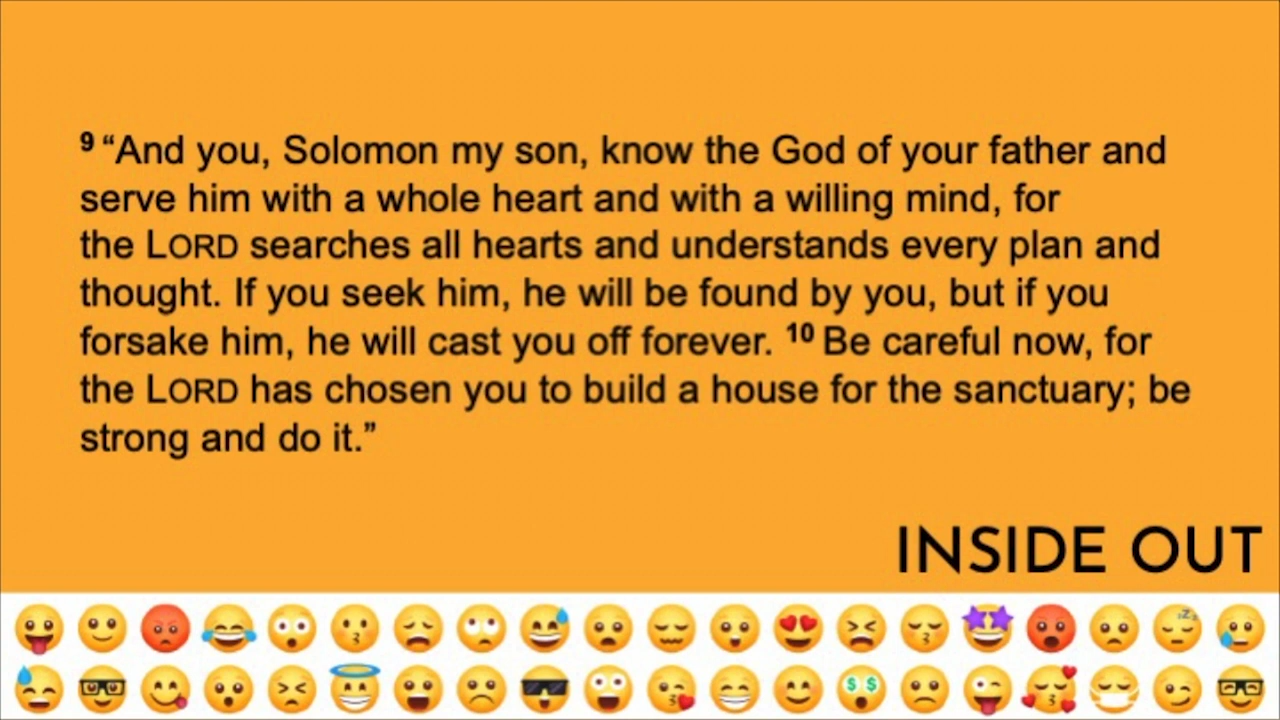 9 “And you, Solomon my son, know the God of your father and
serve him with a whole heart and with a willing mind, for
the LORD searches all hearts and understands every plan and
thought. If you seek him, he will be found by you, but if you
forsake him, he will cast you off forever. 10 Be careful now, for
the LORD has chosen you to build a house for the sanctuary; be
strong and do it.”
INSIDE OUT